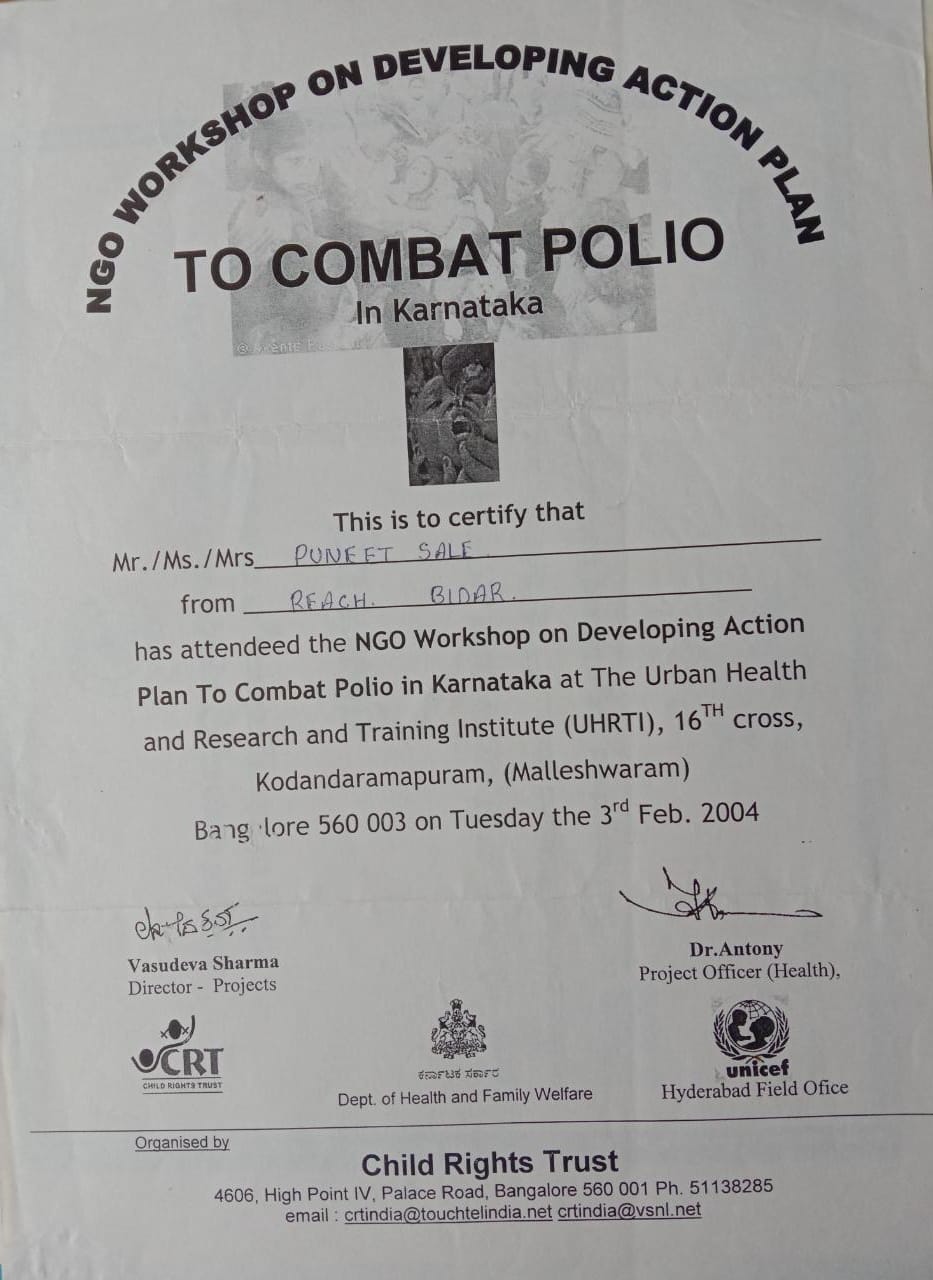 NGO WORKSHOP ON DEVELOPING ACTION PLAN
TO COMBAT POLIO
In Karnataka
This is to certify that
Mr./Ms./Mrs PUNEET SALE
from REACH. BIDAR.
has attendeed the NGO Workshop on Developing Action
Plan To Combat Polio in Karnataka at The Urban Health
and Research and Training Institute (UHRTI), 16TH cross,
Kodandaramapuram, (Malleshwaram)
Bang lore 560 003 on Tuesday the 3rd Feb. 2004
Vasudeva Sharma
Director - Projects
Dr.Antony
Project Officer (Health),
CRT
CHILD RIGHTS TRUST
ಕರ್ನಾಟಕ ಸರ್ಕಾರ
Dept. of Health and Family Welfare
unicef
Hyderabad Field Ofice
Organised by
Child Rights Trust
4606, High Point IV, Palace Road, Bangalore 560 001 Ph. 51138285
email : crtindia@touchtelindia.net crtindia@vsnl.net